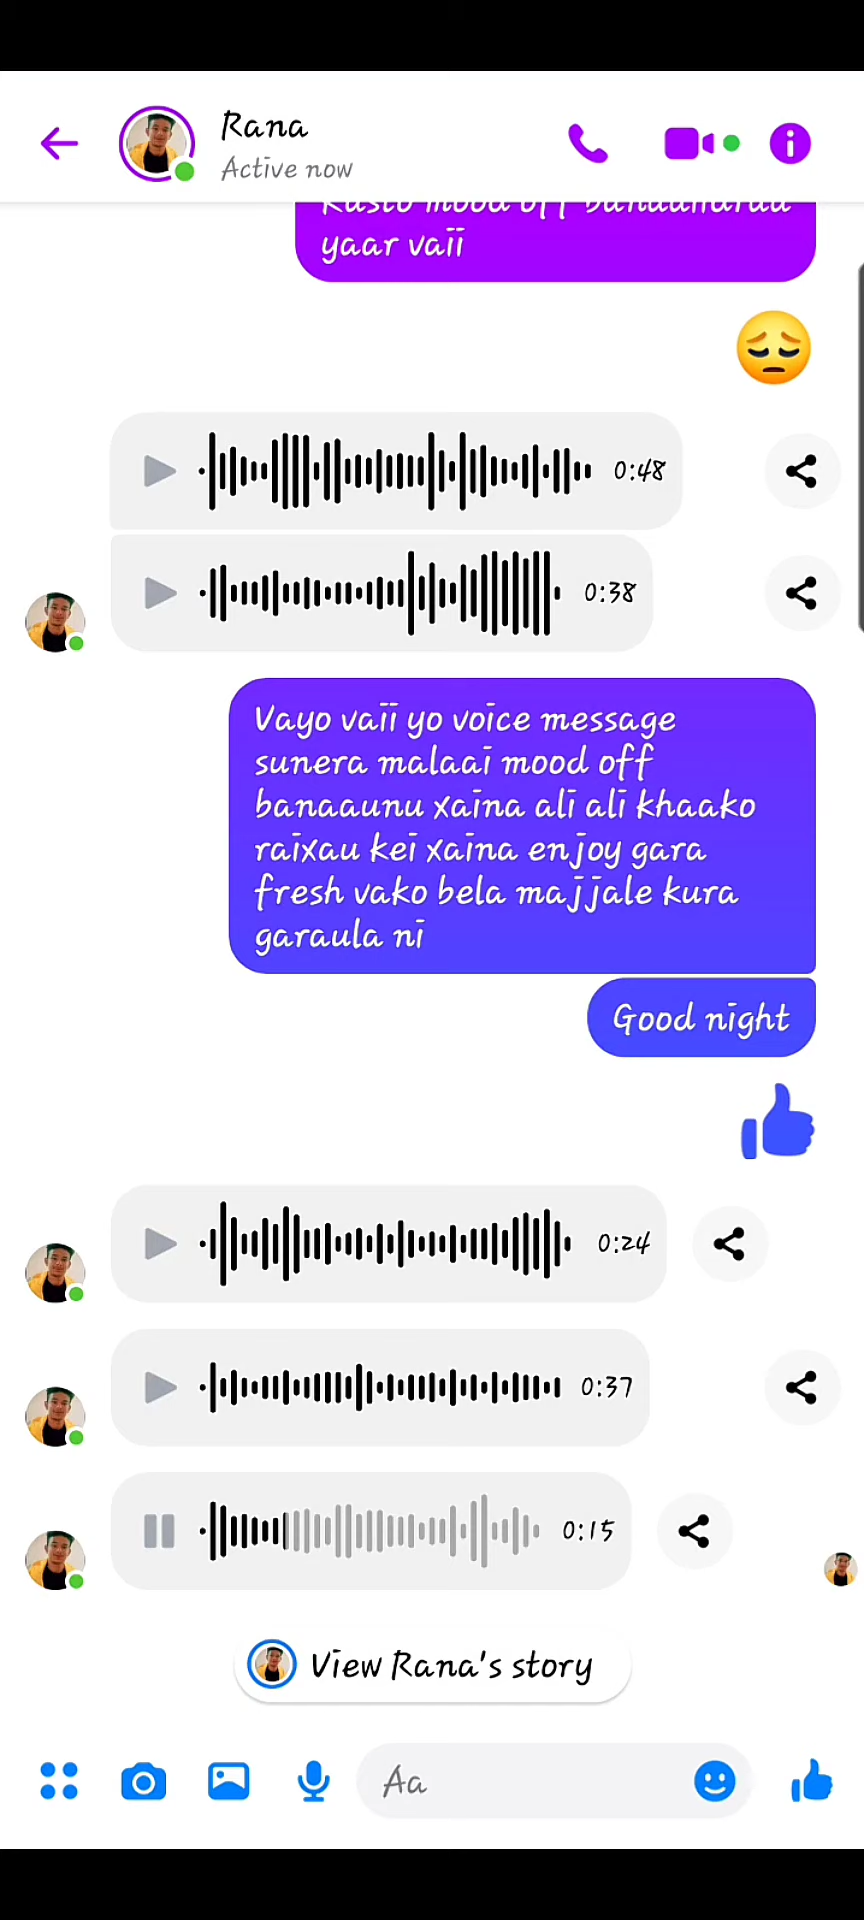 Rana
Active now
yaar vaii
0:48
0:38
Vayo vaii yo voice message
sunera malaai mood off
banaaunu xaina ali ali khaako
raixau kei xaina enjoy gara
fresh vako bela majjale kura
garaula ni
Good night
0:24
0:37
0:15
View Rana's story
Aa